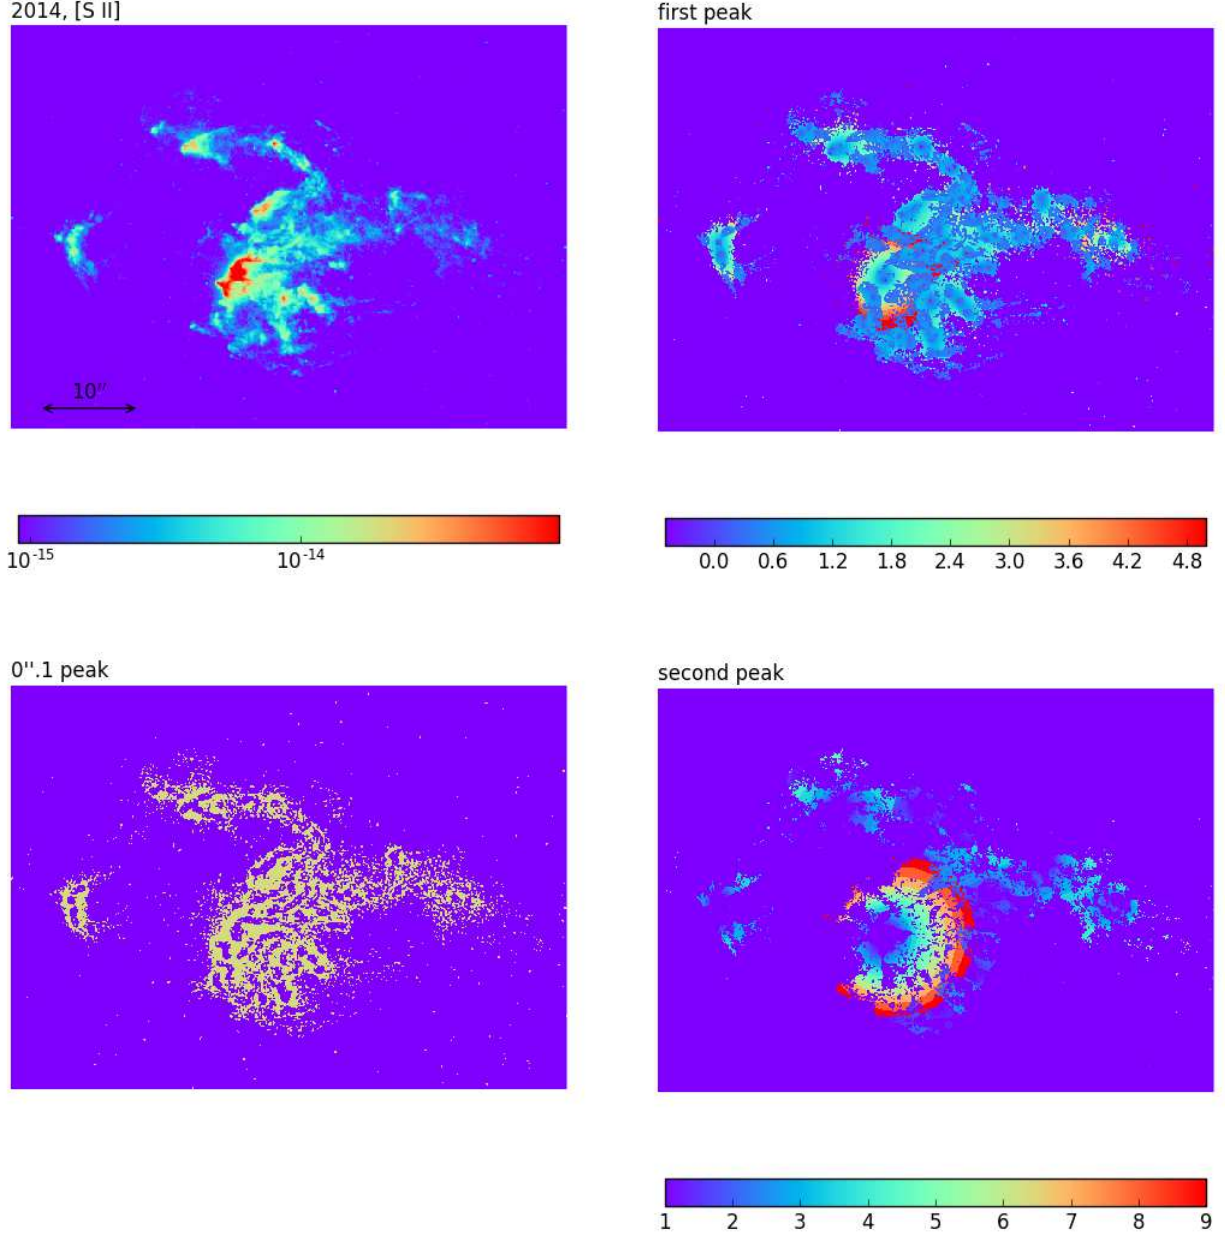 2014, [S II]
first peak
10''
10⁻¹⁵ 10⁻¹⁴
0.0 0.6 1.2 1.8 2.4 3.0 3.6 4.2 4.8
0''.1 peak
second peak
1 2 3 4 5 6 7 8 9